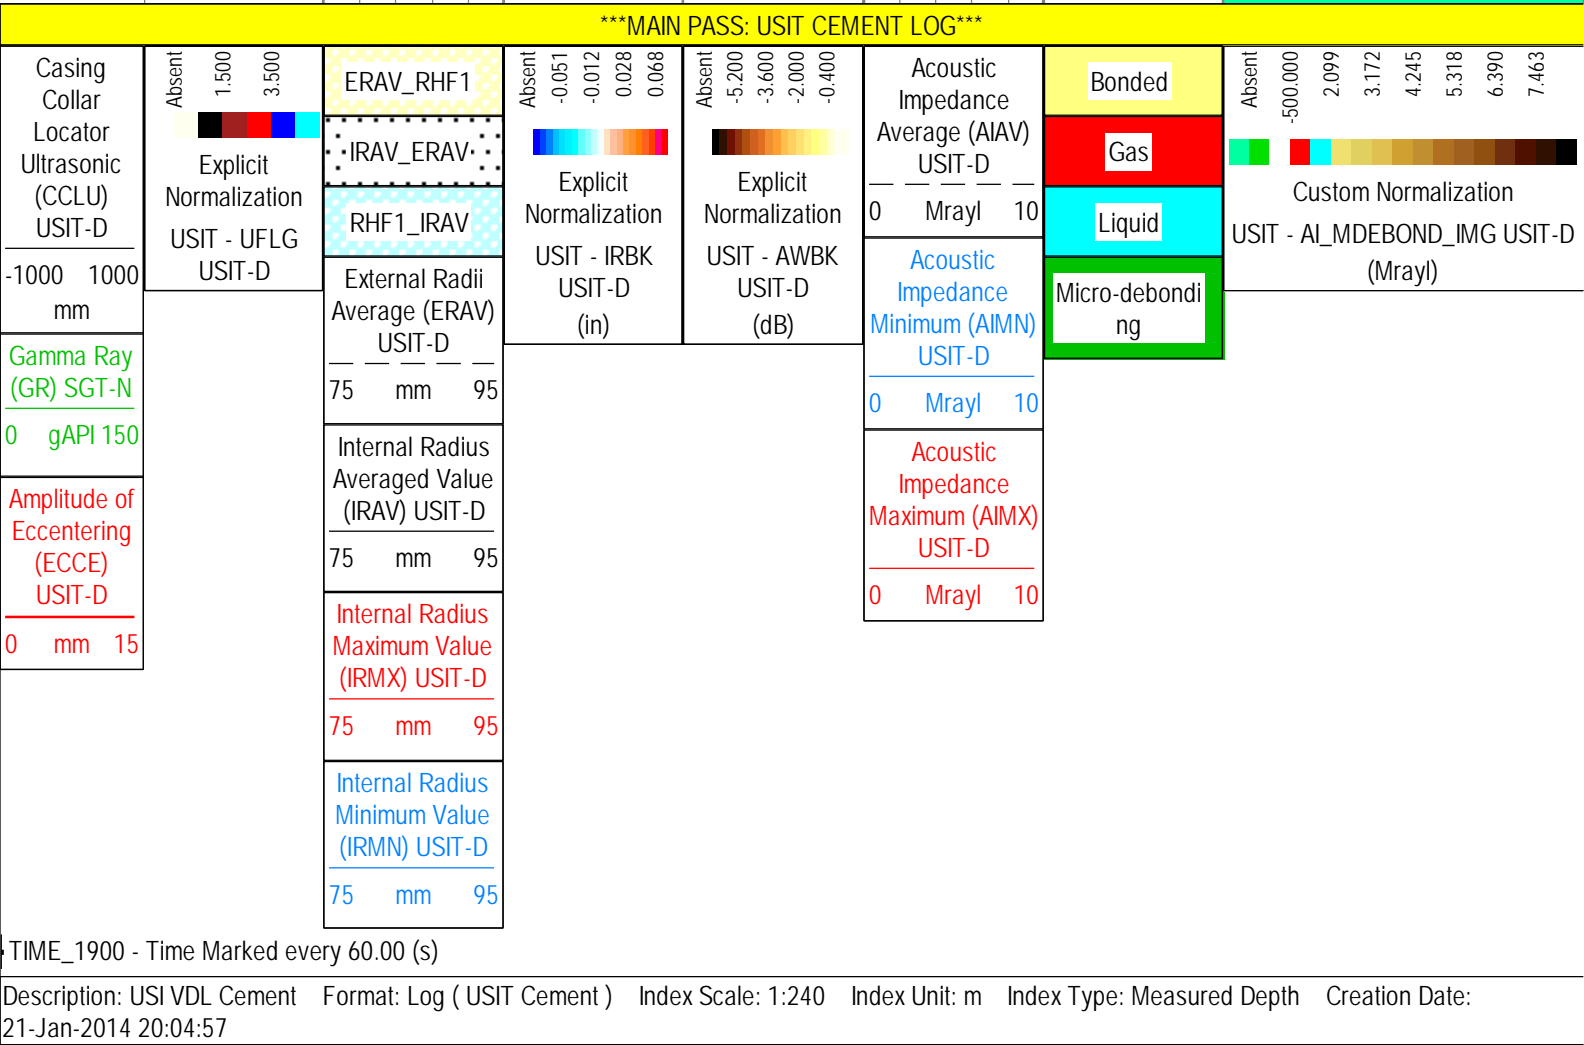 ***MAIN PASS: USIT CEMENT LOG***
Casing
Collar
Locator
Ultrasonic
(CCLU)
USIT-D
-1000 1000
mm
Gamma Ray
(GR) SGT-N
0 gAPI 150
Amplitude of
Eccentering
(ECCE)
USIT-D
0 mm 15
Absent 1.500 3.500
Explicit
Normalization
USIT - UFLG
USIT-D
ERAV_RHF1
IRAV_ERAV
RHF1_IRAV
External Radii
Average (ERAV)
USIT-D
75 mm 95
Internal Radius
Averaged Value
(IRAV) USIT-D
75 mm 95
Internal Radius
Maximum Value
(IRMX) USIT-D
75 mm 95
Internal Radius
Minimum Value
(IRMN) USIT-D
75 mm 95
Absent -0.051 -0.012 0.028 0.068
Explicit
Normalization
USIT - IRBK
USIT-D
(in)
Absent -5.200 -3.600 -2.000 -0.400
Explicit
Normalization
USIT - AWBK
USIT-D
(dB)
Acoustic
Impedance
Average (AIAV)
USIT-D
0 Mrayl 10
Acoustic
Impedance
Minimum (AIMN)
USIT-D
0 Mrayl 10
Acoustic
Impedance
Maximum (AIMX)
USIT-D
0 Mrayl 10
Bonded
Gas
Liquid
Micro-debondi
ng
Absent -500.000 2.099 3.172 4.245 5.318 6.390 7.463
Custom Normalization
USIT - AI_MDEBOND_IMG USIT-D
(Mrayl)
TIME_1900 - Time Marked every 60.00 (s)
Description: USI VDL Cement Format: Log ( USIT Cement ) Index Scale: 1:240 Index Unit: m Index Type: Measured Depth Creation Date:
21-Jan-2014 20:04:57